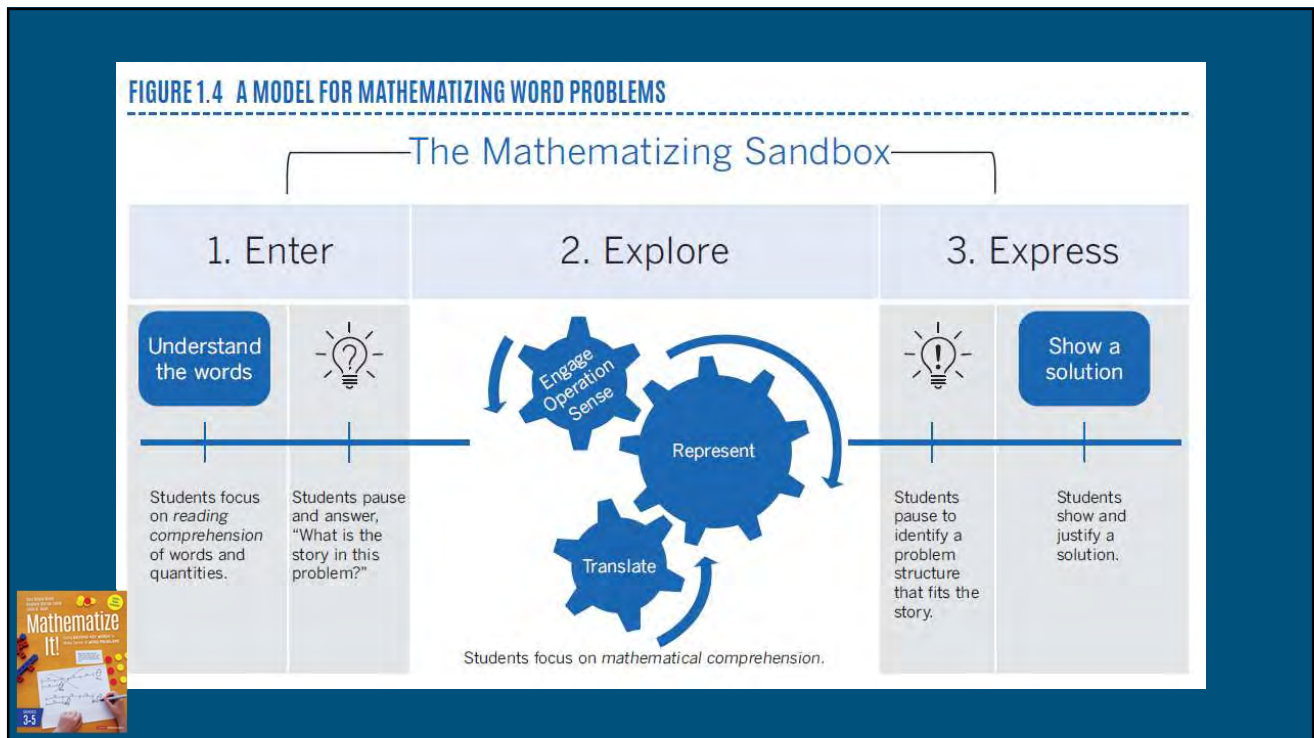 FIGURE 1.4 A MODEL FOR MATHEMATIZING WORD PROBLEMS
The Mathematizing Sandbox
1. Enter
2. Explore
3. Express
Understand
the words
?
Engage
Operation
Sense
Represent
Translate
!
Show a
solution
Students focus
on reading
comprehension
of words and
quantities.
Students pause
and answer,
“What is the
story in this
problem?”
Students focus on mathematical comprehension.
Students
pause to
identify a
problem
structure
that fits the
story.
Students
show and
justify a
solution.
Mathematize
It!
3-5